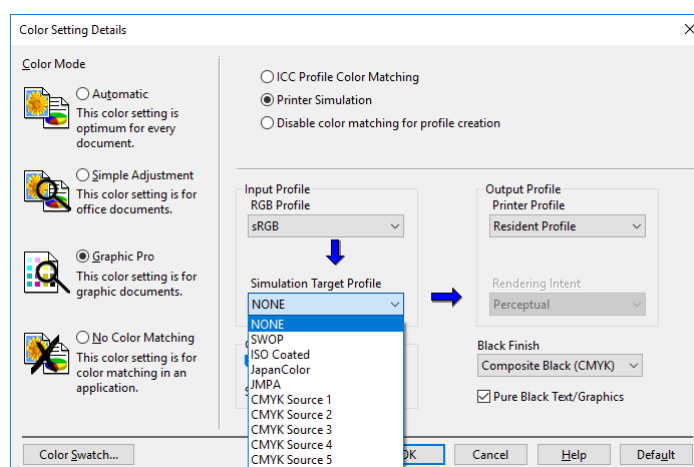 Color Setting Details
Color Mode
Automatic
This color setting is
optimum for every
document.
Simple Adjustment
This color setting is for
office documents.
Graphic Pro
This color setting is for
graphic documents.
No Color Matching
This color setting is for
color matching in an
application.
ICC Profile Color Matching
Printer Simulation
Disable color matching for profile creation
Input Profile
RGB Profile
sRGB
Simulation Target Profile
NONE
NONE
SWOP
ISO Coated
JapanColor
JMPA
CMYK Source 1
CMYK Source 2
CMYK Source 3
CMYK Source 4
CMYK Source 5
Output Profile
Printer Profile
Resident Profile
Rendering Intent
Perceptual
Black Finish
Composite Black (CMYK)
Pure Black Text/Graphics
Color Swatch...
Cancel
Help
Default